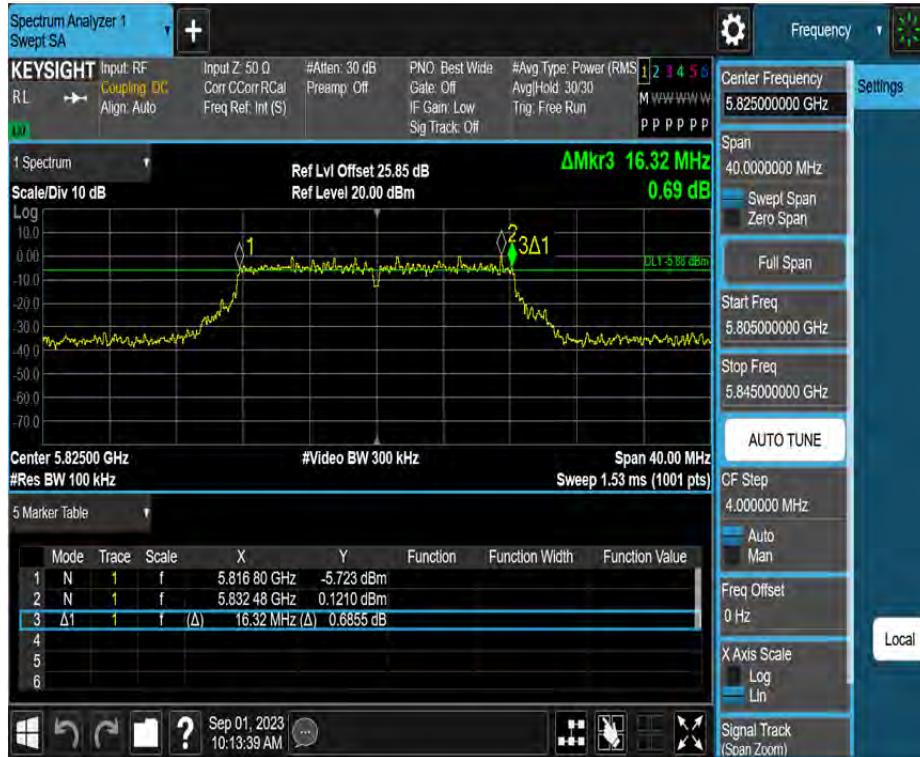 Spectrum Analyzer 1
Swept SA
Frequency
KEYSIGHT
RL
Input: RF
Coupling: DC
Align: Auto
Input Z: 50 Ω
Corr CCorr RCal
Freq Ref: Int (S)
#Atten: 30 dB
Preamp: Off
PNO: Best Wide
Gate: Off
IF Gain: Low
Sig Track: Off
#Avg Type: Power (RMS
Avg|Hold: 30/30
Trig: Free Run
1 2 3 4 5 6
M W W W W W
P P P P P P
1 Spectrum
Scale/Div 10 dB
Ref Lvl Offset 25.85 dB
Ref Level 20.00 dBm
ΔMkr3 16.32 MHz
0.69 dB
Log
10.0
0.00
-10.0
-20.0
-30.0
-40.0
-50.0
-60.0
-70.0
1
2
3Δ1
DL1 -5.88 dBm
Center 5.82500 GHz
#Res BW 100 kHz
#Video BW 300 kHz
Span 40.00 MHz
Sweep 1.53 ms (1001 pts)
5 Marker Table
Mode Trace Scale X Y Function Function Width Function Value
1 N 1 f 5.816 80 GHz -5.723 dBm
2 N 1 f 5.832 48 GHz 0.1210 dBm
3 Δ1 1 f (Δ) 16.32 MHz (Δ) 0.6855 dB
4
5
6
?
Sep 01, 2023
10:13:39 AM
Center Frequency
5.825000000 GHz
Settings
Span
40.0000000 MHz
Swept Span
Zero Span
Full Span
Start Freq
5.805000000 GHz
Stop Freq
5.845000000 GHz
AUTO TUNE
CF Step
4.000000 MHz
Auto
Man
Freq Offset
0 Hz
X Axis Scale
Log
Lin
Local
Signal Track
(Span Zoom)